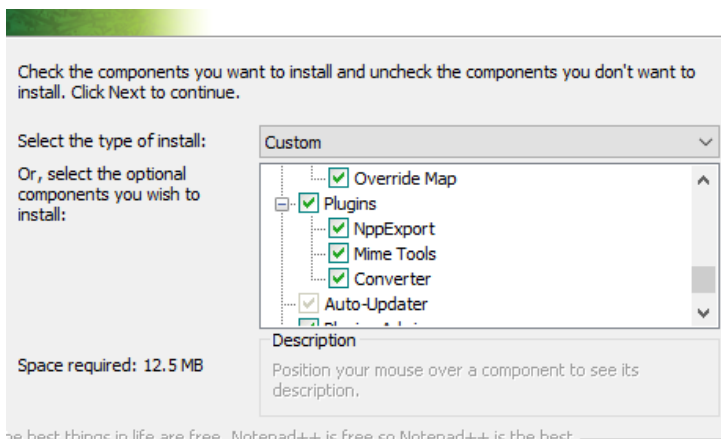 Check the components you want to install and uncheck the components you don't want to
install. Click Next to continue.
Select the type of install:
Custom
Or, select the optional
components you wish to
install:
Override Map
Plugins
NppExport
Mime Tools
Converter
Auto-Updater
Space required: 12.5 MB
Description
Position your mouse over a component to see its
description.
he best things in life are free. Notepad++ is free so Notepad++ is the best